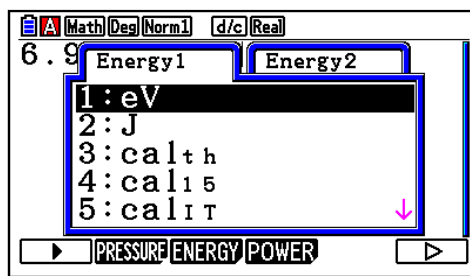 A Math Deg Norm1 d/c Real
6.9
Energy1 Energy2
1:eV
2:J
3:calth
4:cal15
5:calIT
PRESSURE ENERGY POWER